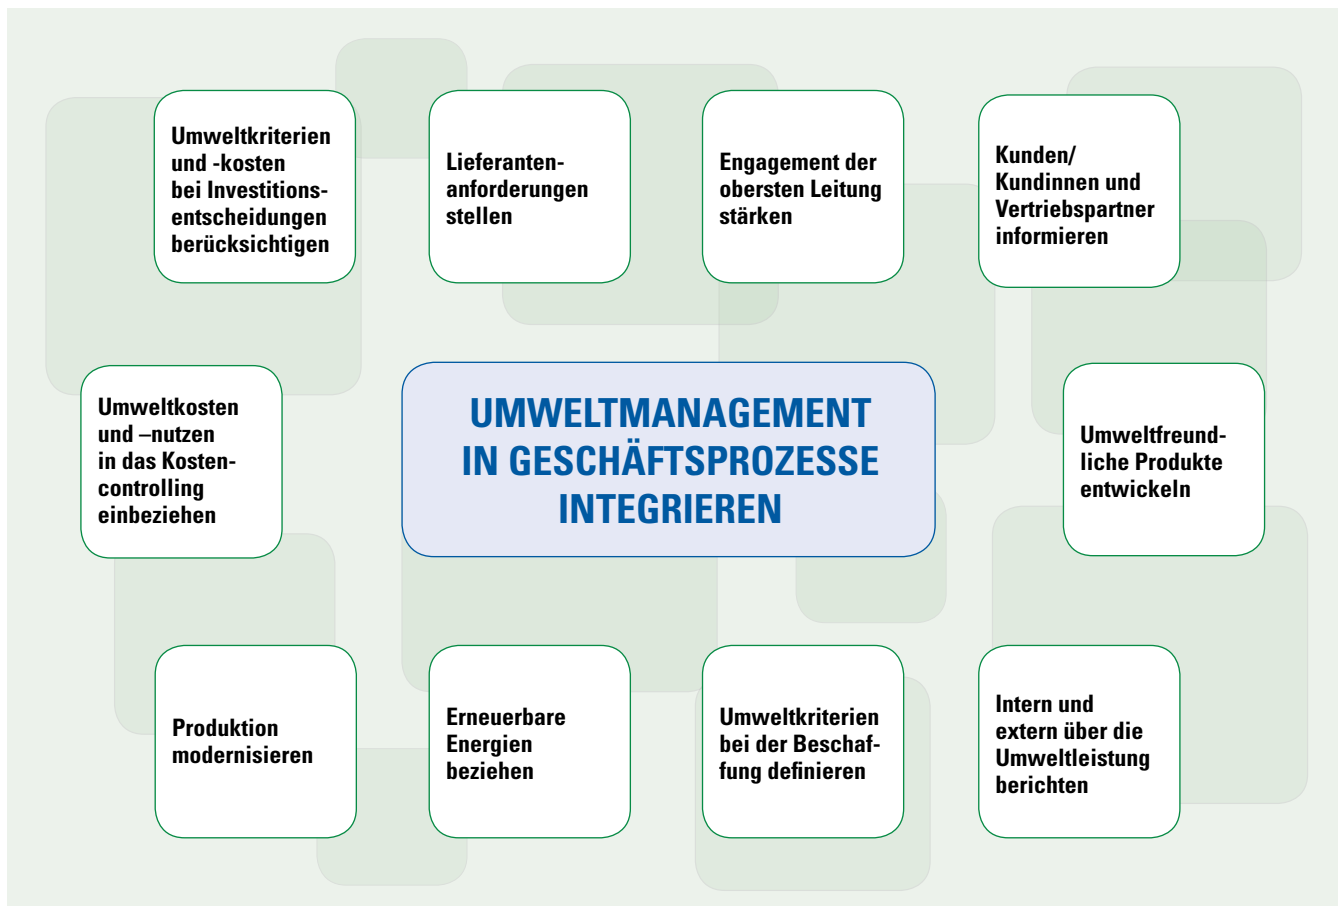 Umweltkriterien
und -kosten
bei Investitions-
entscheidungen
berücksichtigen
Lieferanten-
anforderungen
stellen
Engagement der
obersten Leitung
stärken
Kunden/
Kundinnen und
Vertriebspartner
informieren
Umweltkosten
und –nutzen
in das Kosten-
controlling
einbeziehen
UMWELTMANAGEMENT
IN GESCHÄFTSPROZESSE
INTEGRIEREN
Umweltfreund-
liche Produkte
entwickeln
Produktion
modernisieren
Erneuerbare
Energien
beziehen
Umweltkriterien
bei der Beschaf-
fung definieren
Intern und
extern über die
Umweltleistung
berichten